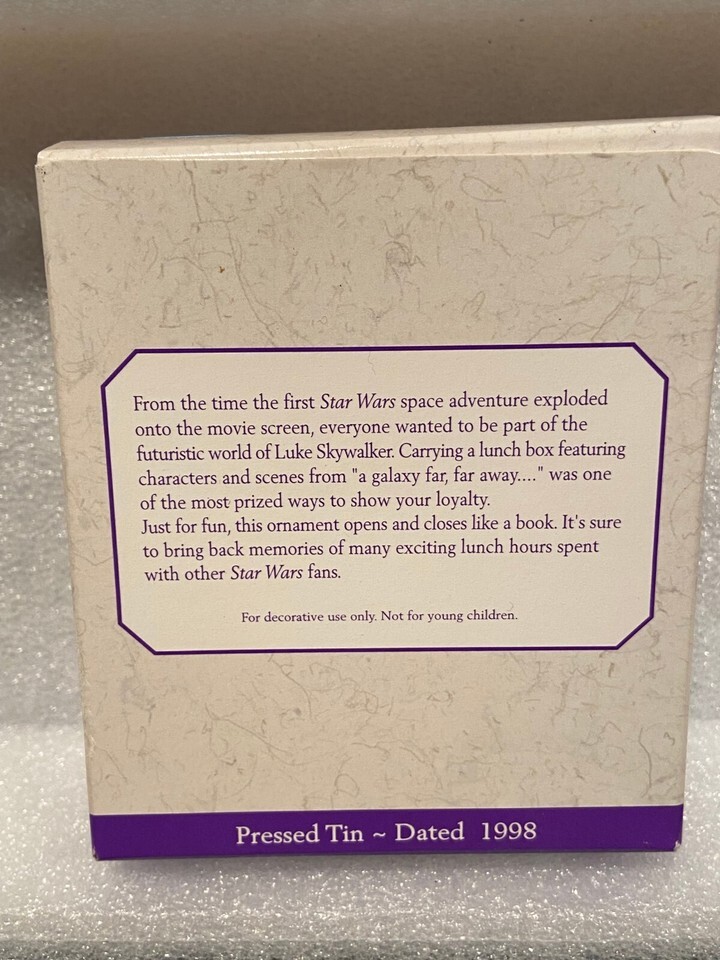 From the time the first Star Wars space adventure exploded
onto the movie screen, everyone wanted to be part of the
futuristic world of Luke Skywalker. Carrying a lunch box featuring
characters and scenes from "a galaxy far, far away...." was one
of the most prized ways to show your loyalty.
Just for fun, this ornament opens and closes like a book. It's sure
to bring back memories of many exciting lunch hours spent
with other Star Wars fans.
For decorative use only. Not for young children.
Pressed Tin ~ Dated 1998